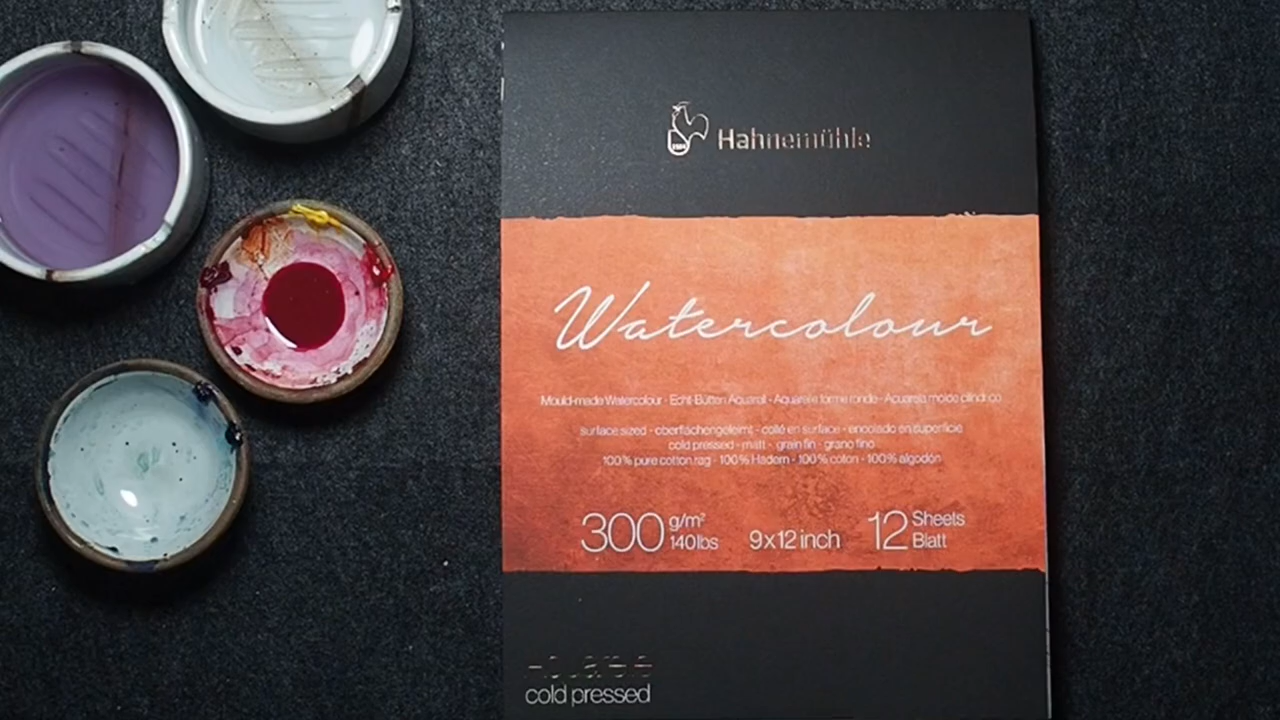 Hahnemühle
Watercolour
Mould-made Watercolour - Echt-Bütten Aquarell - Aquarelle forme ronde - Acuarela molde cilíndrico
surface sized - oberflächengeleimt - collé en surface - encolado en superficie
cold pressed - matt - grain fin - grano fino
100% pure cotton rag - 100% Hadern - 100% coton - 100% algodón
300 g/m² 140lbs 9x12 inch 12 Sheets Blatt
cold pressed